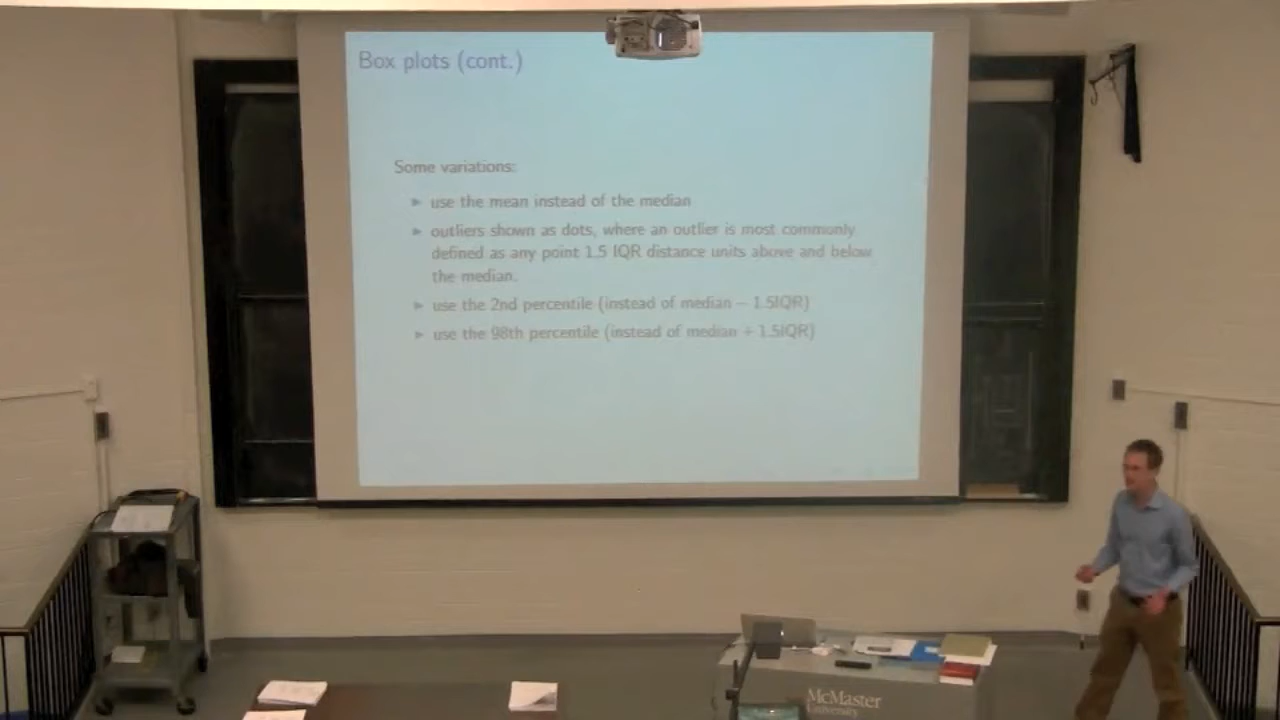 Box plots (cont.)
Some variations:
▶ use the mean instead of the median
▶ outliers shown as dots, where an outlier is most commonly
defined as any point 1.5 IQR distance units above and below
the median.
▶ use the 2nd percentile (instead of median − 1.5IQR)
▶ use the 98th percentile (instead of median + 1.5IQR)
McMaster
University